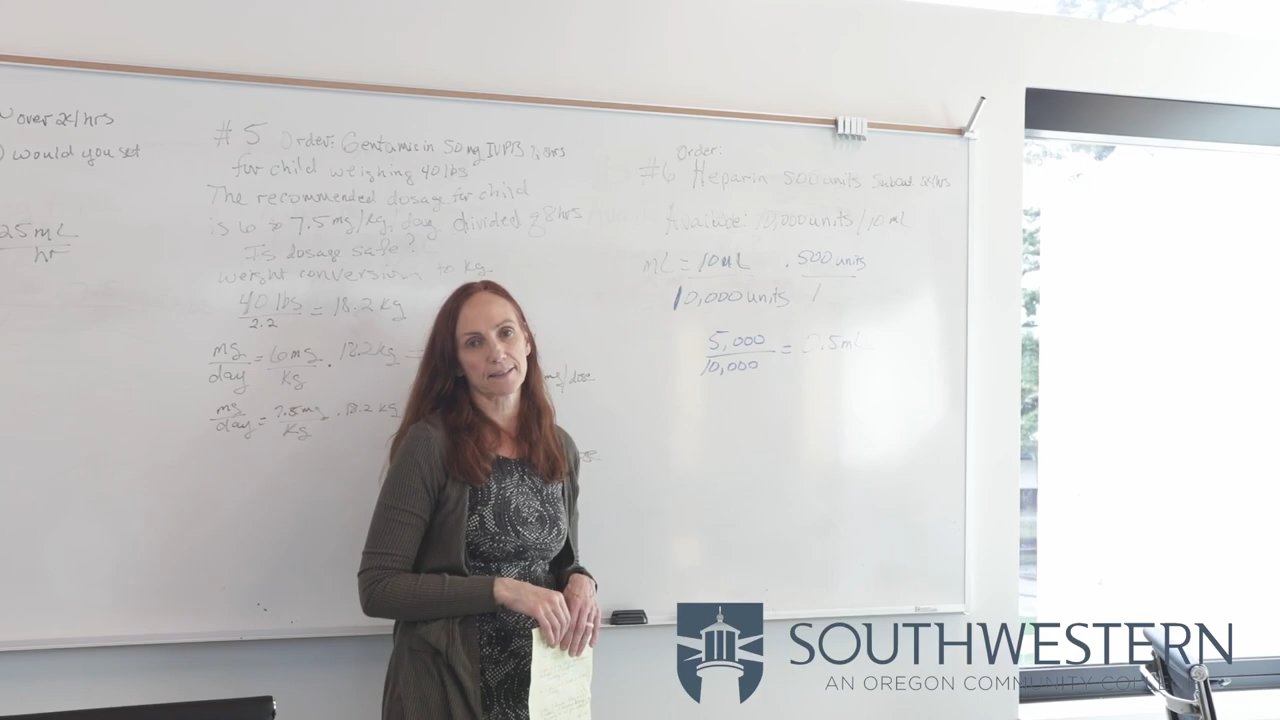 over 24 hrs
would you set
25 mL
hr
#5 Order: Gentamicin 50 mg IVPB q 8hrs
for child weighing 40 lbs
The recommended dosage for child
is 6 to 7.5 mg/kg/day divided q 8 hrs
Is dosage safe?
weight conversion to kg
40 lbs = 18.2 kg
2.2
mg = 6 mg . 18.2 kg =
day kg
mg/dose
mg = 7.5 mg . 18.2 kg
day kg
Order:
#6 Heparin 500 units Subcut
Available: 10,000 units/10 mL
mL = 10 mL . 500 units
10,000 units 1
5,000 = 0.5 mL
10,000
SOUTHWESTERN
AN OREGON COMMUNITY